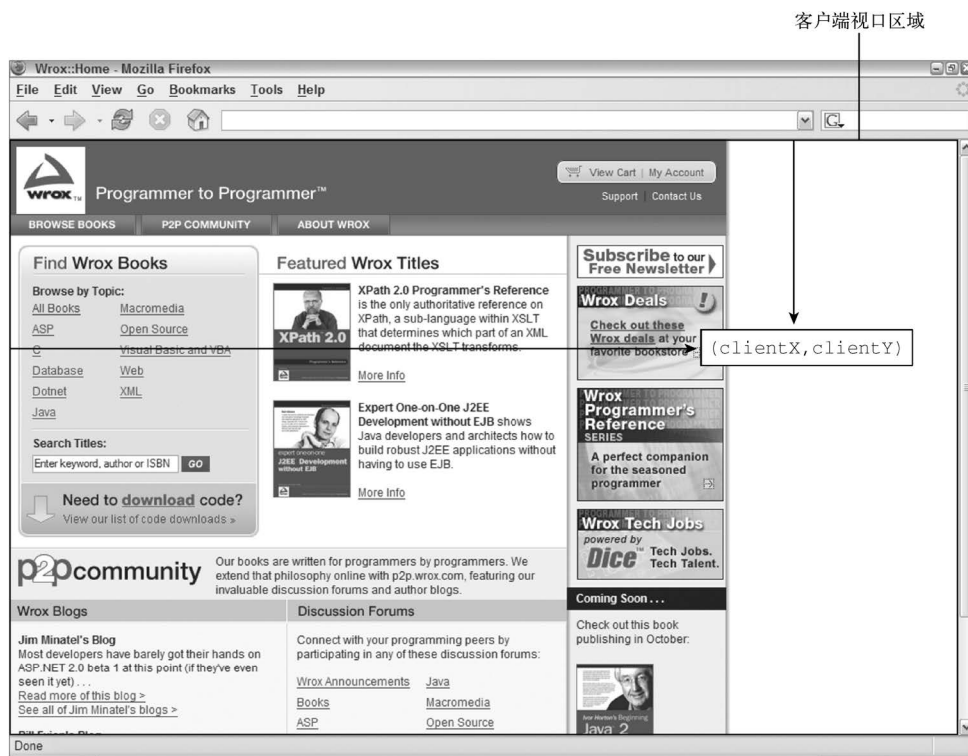 客户端视口区域
Wrox::Home - Mozilla Firefox
File Edit View Go Bookmarks Tools Help
G
wrox™
Programmer to Programmer™
View Cart | My Account
Support | Contact Us
BROWSE BOOKS P2P COMMUNITY ABOUT WROX
Find Wrox Books
Browse by Topic:
All Books Macromedia
ASP Open Source
C Visual Basic and VBA
Database Web
Dotnet XML
Java
Search Titles:
Enter keyword, author or ISBN GO
Need to download code?
View our list of code downloads »
Featured Wrox Titles
XPath 2.0
XPath 2.0 Programmer's Reference
is the only authoritative reference on
XPath, a sub-language within XSLT
that determines which part of an XML
document the XSLT transforms.
More Info
expert one-on-one
J2EE Development
without EJB
Expert One-on-One J2EE
Development without EJB shows
Java developers and architects how to
build robust J2EE applications without
having to use EJB.
More Info
Subscribe to our
Free Newsletter
Wrox Deals
Check out these
Wrox deals at your
favorite bookstore
(clientX,clientY)
Wrox
Programmer's
Reference
SERIES
A perfect companion
for the seasoned
programmer
Wrox Tech Jobs
powered by
Dice™ Tech Jobs.
Tech Talent.
p2pcommunity
Our books are written for programmers by programmers. We
extend that philosophy online with p2p.wrox.com, featuring our
invaluable discussion forums and author blogs.
Wrox Blogs
Jim Minatel's Blog
Most developers have barely got their hands on
ASP.NET 2.0 beta 1 at this point (if they've even
seen it yet) . . .
Read more of this blog >
See all of Jim Minatel's blogs >
Discussion Forums
Connect with your programming peers by
participating in any of these discussion forums:
Wrox Announcements Java
Books Macromedia
ASP Open Source
Coming Soon . . .
Check out this book
publishing in October:
Ivor Horton's Beginning
Java 2
Done